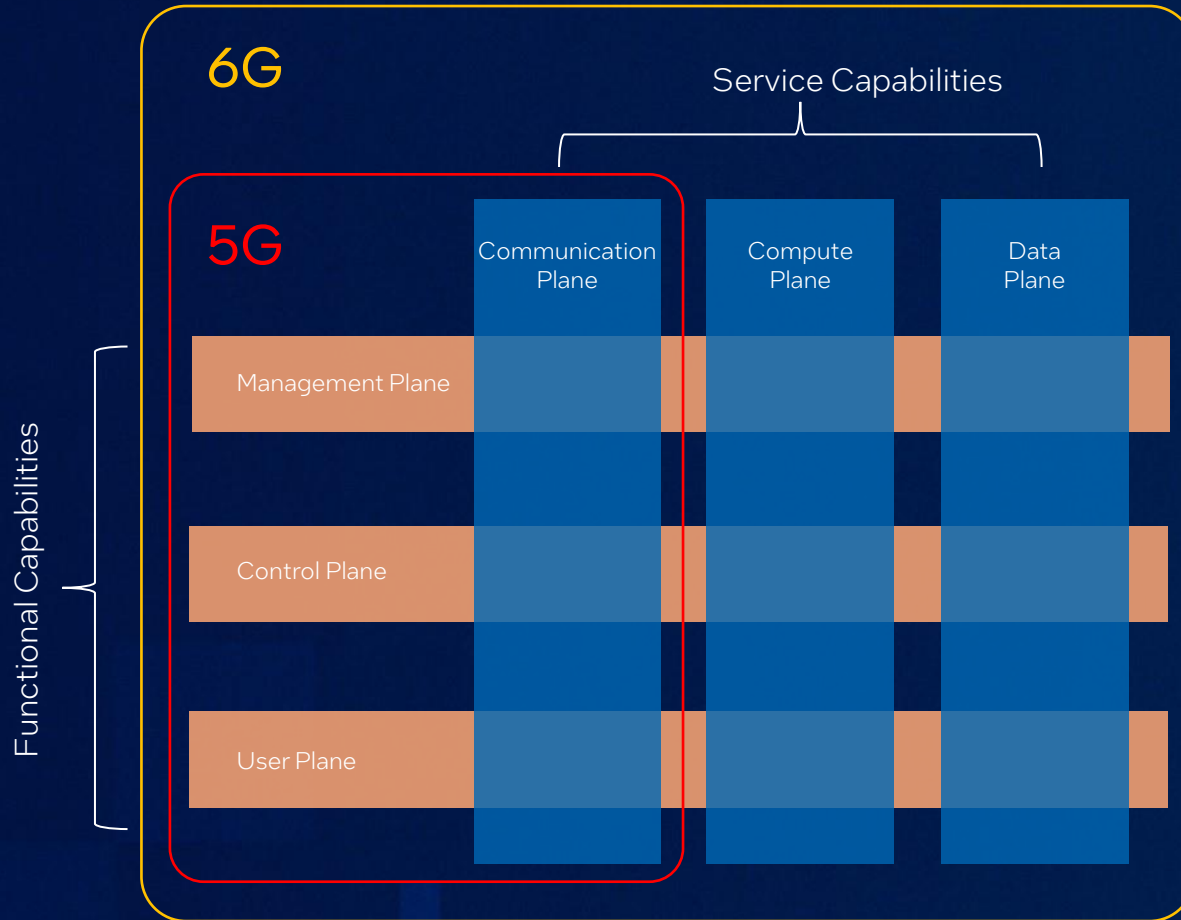 6G
Service Capabilities
5G
Communication
Plane
Compute
Plane
Data
Plane
Functional Capabilities
Management Plane
Control Plane
User Plane